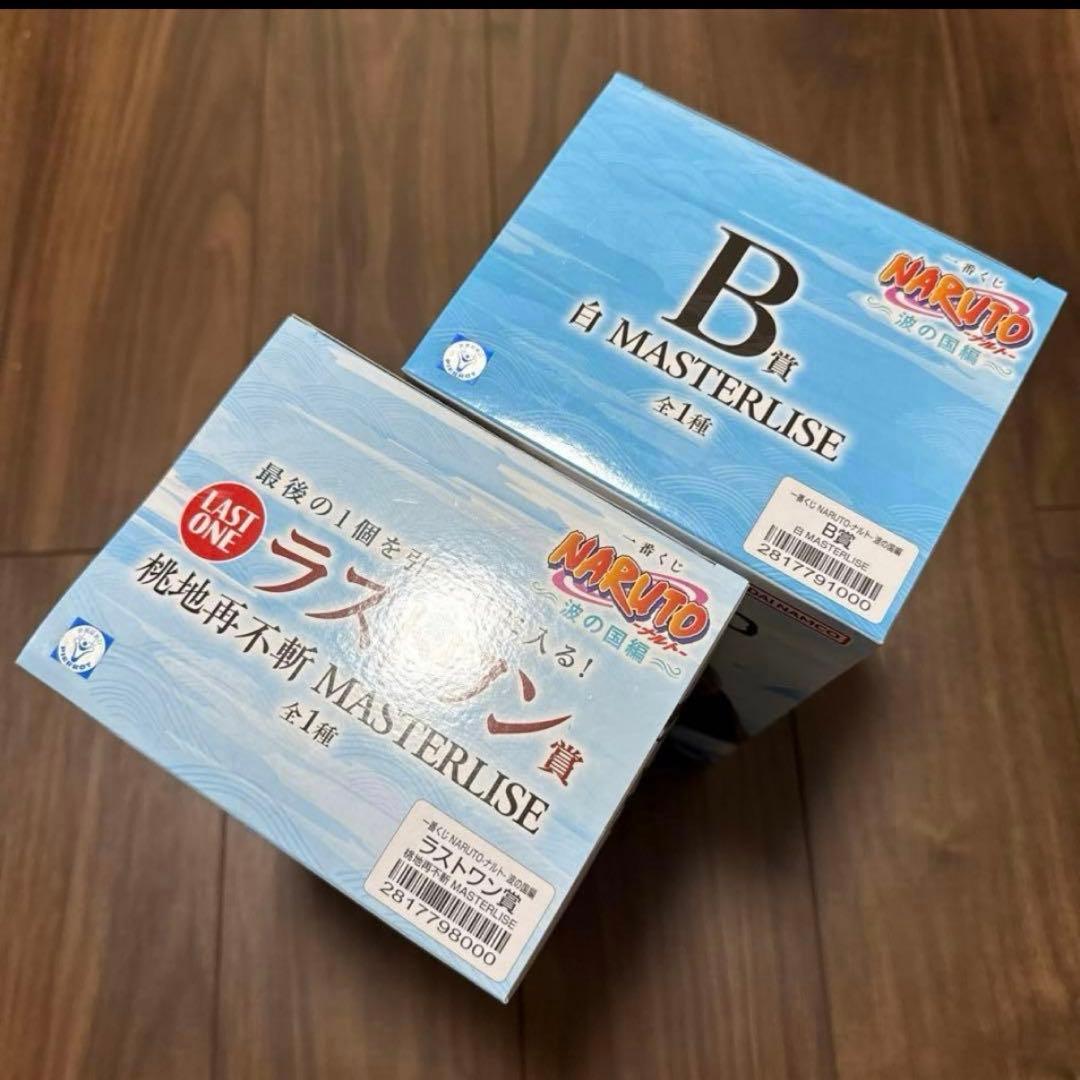 一番くじ
NARUTO
-ナルト-
波の国編
B賞
白 MASTERLISE
全1種
一番くじ NARUTO-ナルト- 波の国編
B賞
白 MASTERLISE
2817791000
BANDAI NAMCO
一番くじ
NARUTO
-ナルト-
波の国編
最後の1個を引 に入る!
LAST ONE
ラストワン賞
桃地再不斬 MASTERLISE
全1種
一番くじ NARUTO-ナルト- 波の国編
ラストワン賞
桃地再不斬 MASTERLISE
2817798000